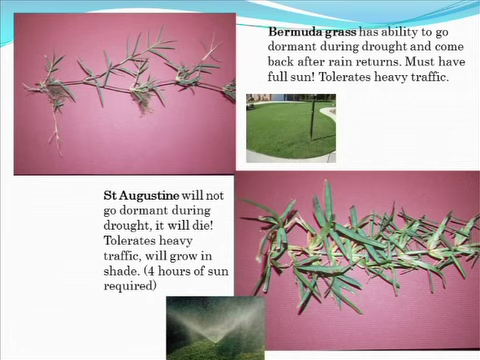 Bermuda grass has ability to go
dormant during drought and come
back after rain returns. Must have
full sun! Tolerates heavy traffic.
St Augustine will not
go dormant during
drought, it will die!
Tolerates heavy
traffic, will grow in
shade. (4 hours of sun
required)